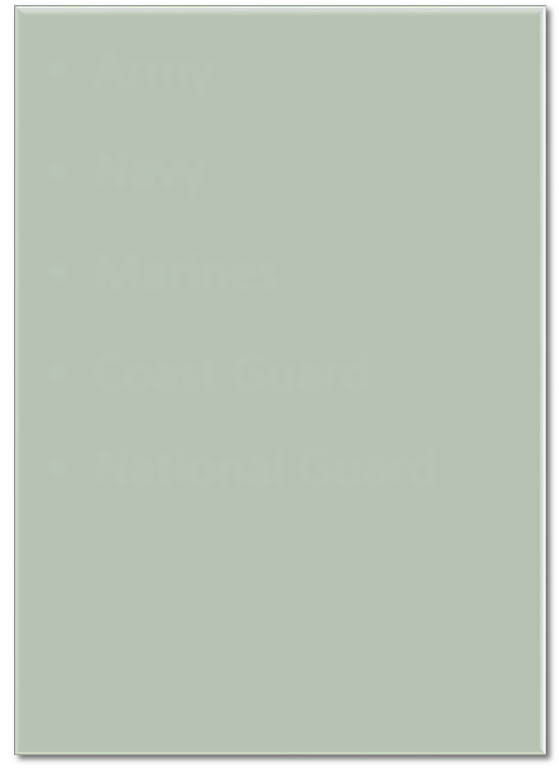 • Army
• Navy
• Marines
• Coast Guard
• National Guard